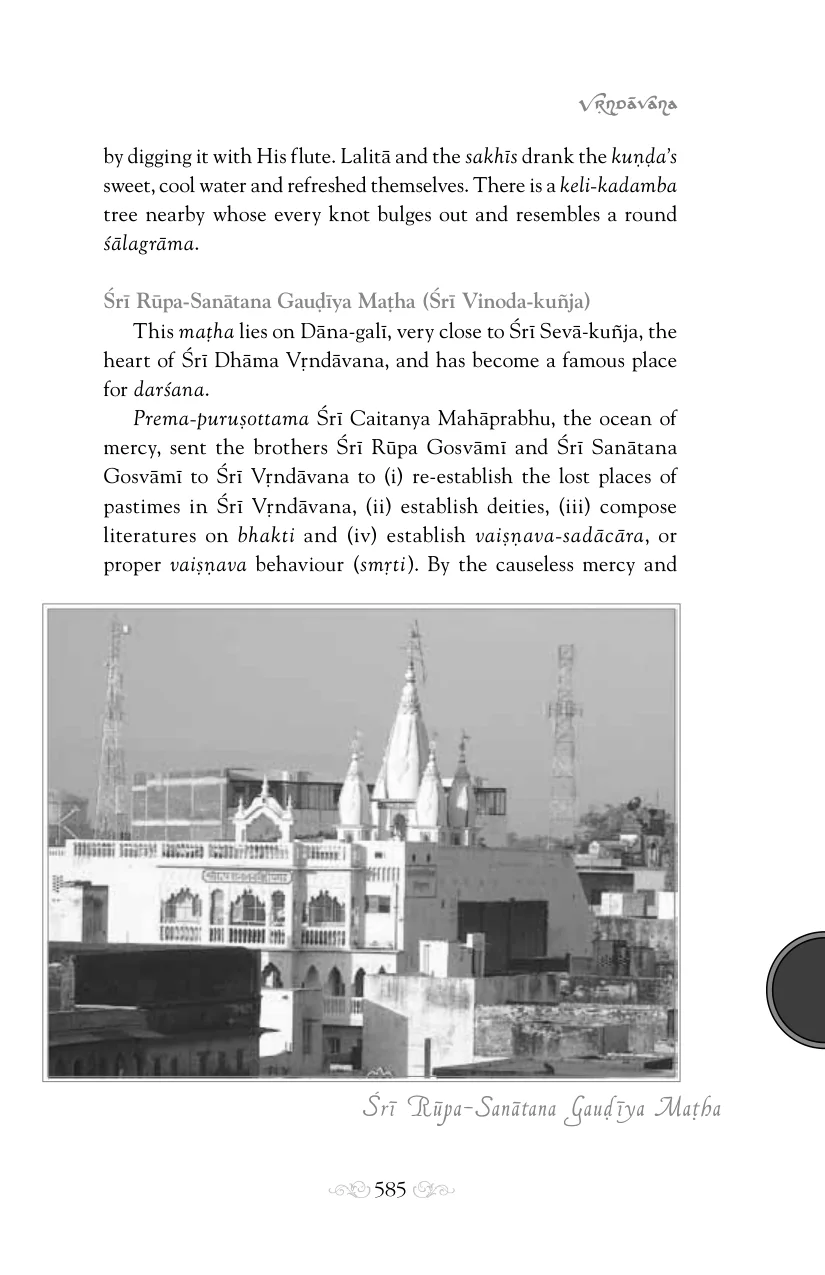 Vṛndāvana
by digging it with His flute. Lalitā and the sakhīs drank the kuṇḍa’s
sweet, cool water and refreshed themselves. There is a keli-kadamba
tree nearby whose every knot bulges out and resembles a round
śālagrāma.
Śrī Rūpa-Sanātana Gauḍīya Maṭha (Śrī Vinoda-kuñja)
This maṭha lies on Dāna-galī, very close to Śrī Sevā-kuñja, the
heart of Śrī Dhāma Vṛndāvana, and has become a famous place
for darśana.
Prema-puruṣottama Śrī Caitanya Mahāprabhu, the ocean of
mercy, sent the brothers Śrī Rūpa Gosvāmī and Śrī Sanātana
Gosvāmī to Śrī Vṛndāvana to (i) re-establish the lost places of
pastimes in Śrī Vṛndāvana, (ii) establish deities, (iii) compose
literatures on bhakti and (iv) establish vaiṣṇava-sadācāra, or
proper vaiṣṇava behaviour (smṛti). By the causeless mercy and
Śrī Rūpa-Sanātana Gauḍīya Maṭha
585